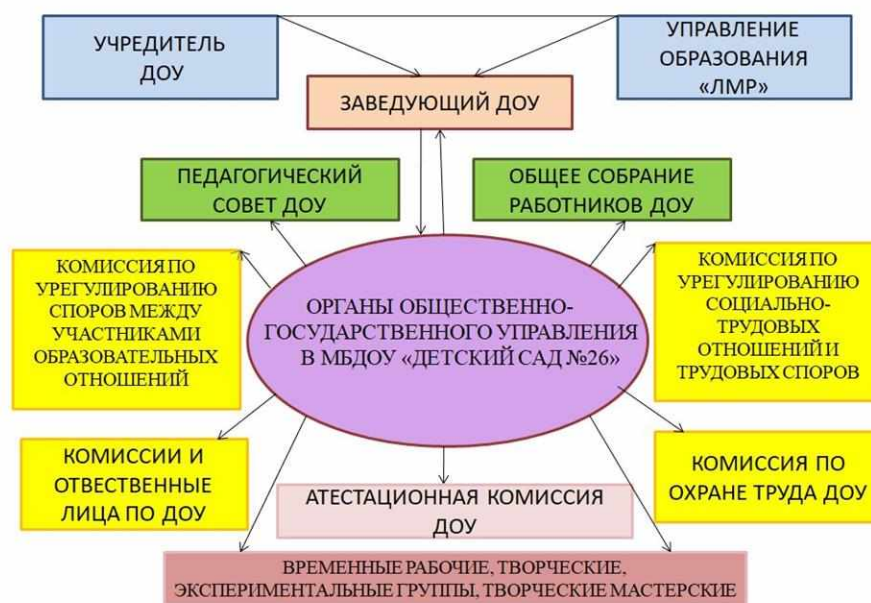 УЧРЕДИТЕЛЬ
ДОУ
УПРАВЛЕНИЕ
ОБРАЗОВАНИЯ
«ЛМР»
ЗАВЕДУЮЩИЙ ДОУ
ПЕДАГОГИЧЕСКИЙ
СОВЕТ ДОУ
ОБЩЕЕ СОБРАНИЕ
РАБОТНИКОВ ДОУ
КОМИССИЯ ПО
УРЕГУЛИРОВАНИЮ
СПОРОВ МЕЖДУ
УЧАСТНИКАМИ
ОБРАЗОВАТЕЛЬНЫХ
ОТНОШЕНИЙ
ОРГАНЫ ОБЩЕСТВЕННО-
ГОСУДАРСТВЕННОГО УПРАВЛЕНИЯ
В МБДОУ «ДЕТСКИЙ САД №26»
КОМИССИЯ ПО
УРЕГУЛИРОВАНИЮ
СОЦИАЛЬНО-
ТРУДОВЫХ
ОТНОШЕНИЙ И
ТРУДОВЫХ СПОРОВ
КОМИССИИ И
ОТВЕСТВЕННЫЕ
ЛИЦА ПО ДОУ
АТЕСТАЦИОННАЯ КОМИССИЯ
ДОУ
КОМИССИЯ ПО
ОХРАНЕ ТРУДА ДОУ
ВРЕМЕННЫЕ РАБОЧИЕ, ТВОРЧЕСКИЕ,
ЭКСПЕРИМЕНТАЛЬНЫЕ ГРУППЫ, ТВОРЧЕСКИЕ МАСТЕРСКИЕ